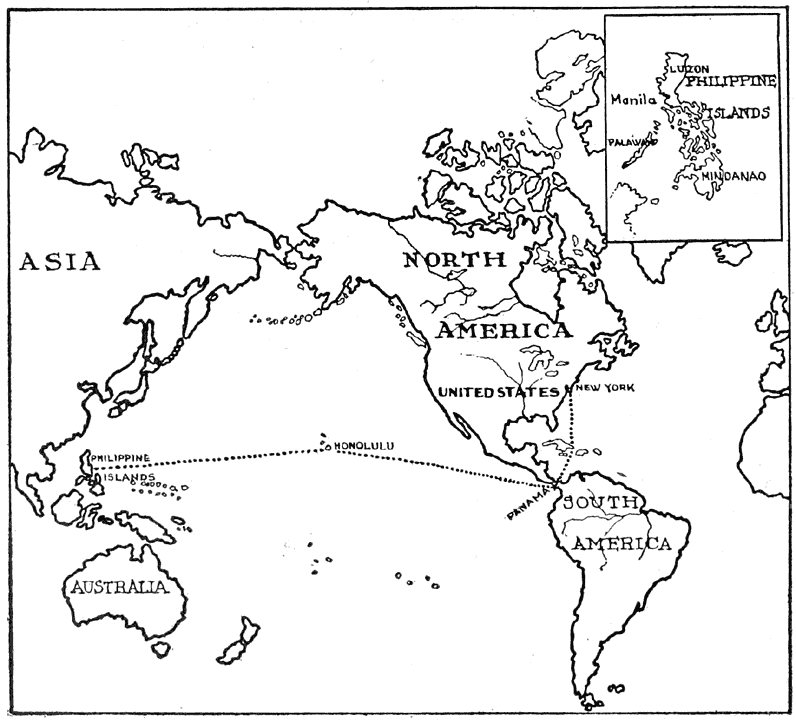 LUZON
PHILIPPINE
Manila
ISLANDS
PALAWAN
MINDANAO
ASIA
NORTH
AMERICA
UNITED STATES
NEW YORK
HONOLULU
PHILIPPINE
ISLANDS
PANAMA
SOUTH
AMERICA
AUSTRALIA